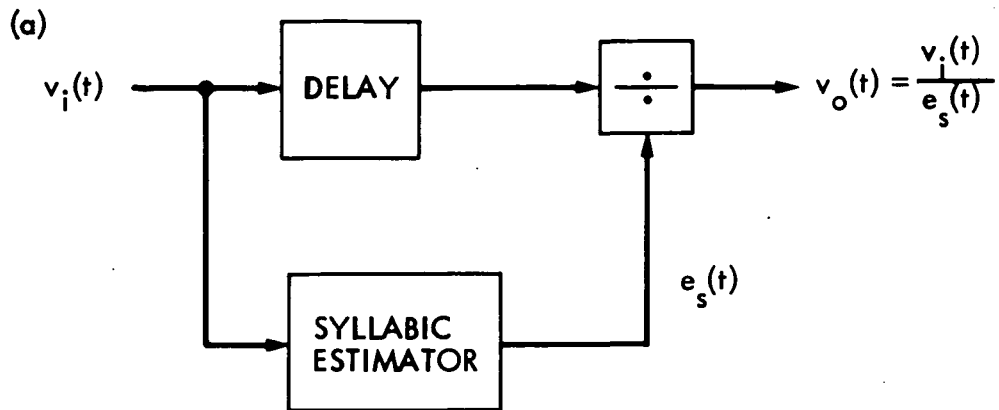 (a)
v_i(t)
DELAY
÷
v_o(t) = v_i(t) / e_s(t)
e_s(t)
SYLLABIC
ESTIMATOR